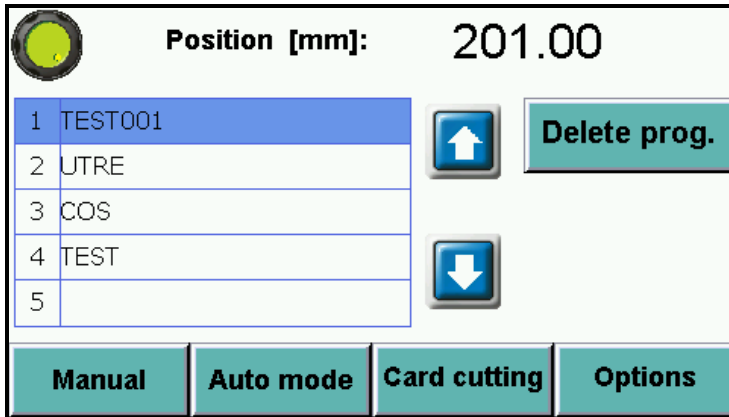 Position [mm]: 201.00
1 TEST001
Delete prog.
2 UTRE
3 COS
4 TEST
5
Manual Auto mode Card cutting Options